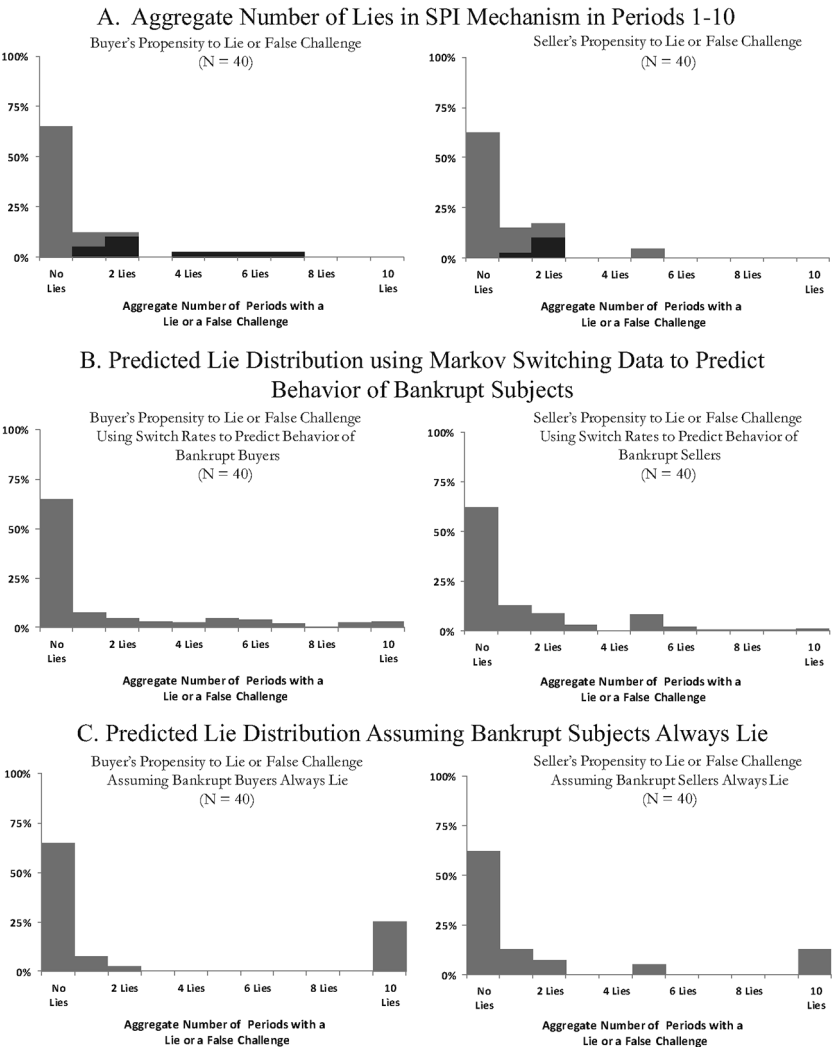 A. Aggregate Number of Lies in SPI Mechanism in Periods 1-10
Buyer's Propensity to Lie or False Challenge
(N = 40)
100%
75%
50%
25%
0%
No Lies
2 Lies
4 Lies
6 Lies
8 Lies
10 Lies
Aggregate Number of Periods with a
Lie or a False Challenge
Seller's Propensity to Lie or False Challenge
(N = 40)
100%
75%
50%
25%
0%
No Lies
2 Lies
4 Lies
6 Lies
8 Lies
10 Lies
Aggregate Number of Periods with a
Lie or a False Challenge
B. Predicted Lie Distribution using Markov Switching Data to Predict
Behavior of Bankrupt Subjects
Buyer's Propensity to Lie or False Challenge
Using Switch Rates to Predict Behavior of
Bankrupt Buyers
(N = 40)
100%
75%
50%
25%
0%
No Lies
2 Lies
4 Lies
6 Lies
8 Lies
10 Lies
Aggregate Number of Periods with a
Lie or a False Challenge
Seller's Propensity to Lie or False Challenge
Using Switch Rates to Predict Behavior of
Bankrupt Sellers
(N = 40)
100%
75%
50%
25%
0%
No Lies
2 Lies
4 Lies
6 Lies
8 Lies
10 Lies
Aggregate Number of Periods with a
Lie or a False Challenge
C. Predicted Lie Distribution Assuming Bankrupt Subjects Always Lie
Buyer's Propensity to Lie or False Challenge
Assuming Bankrupt Buyers Always Lie
(N = 40)
100%
75%
50%
25%
0%
No Lies
2 Lies
4 Lies
6 Lies
8 Lies
10 Lies
Aggregate Number of Periods with a
Lie or a False Challenge
Seller's Propensity to Lie or False Challenge
Assuming Bankrupt Sellers Always Lie
(N = 40)
100%
75%
50%
25%
0%
No Lies
2 Lies
4 Lies
6 Lies
8 Lies
10 Lies
Aggregate Number of Periods with a
Lie or a False Challenge